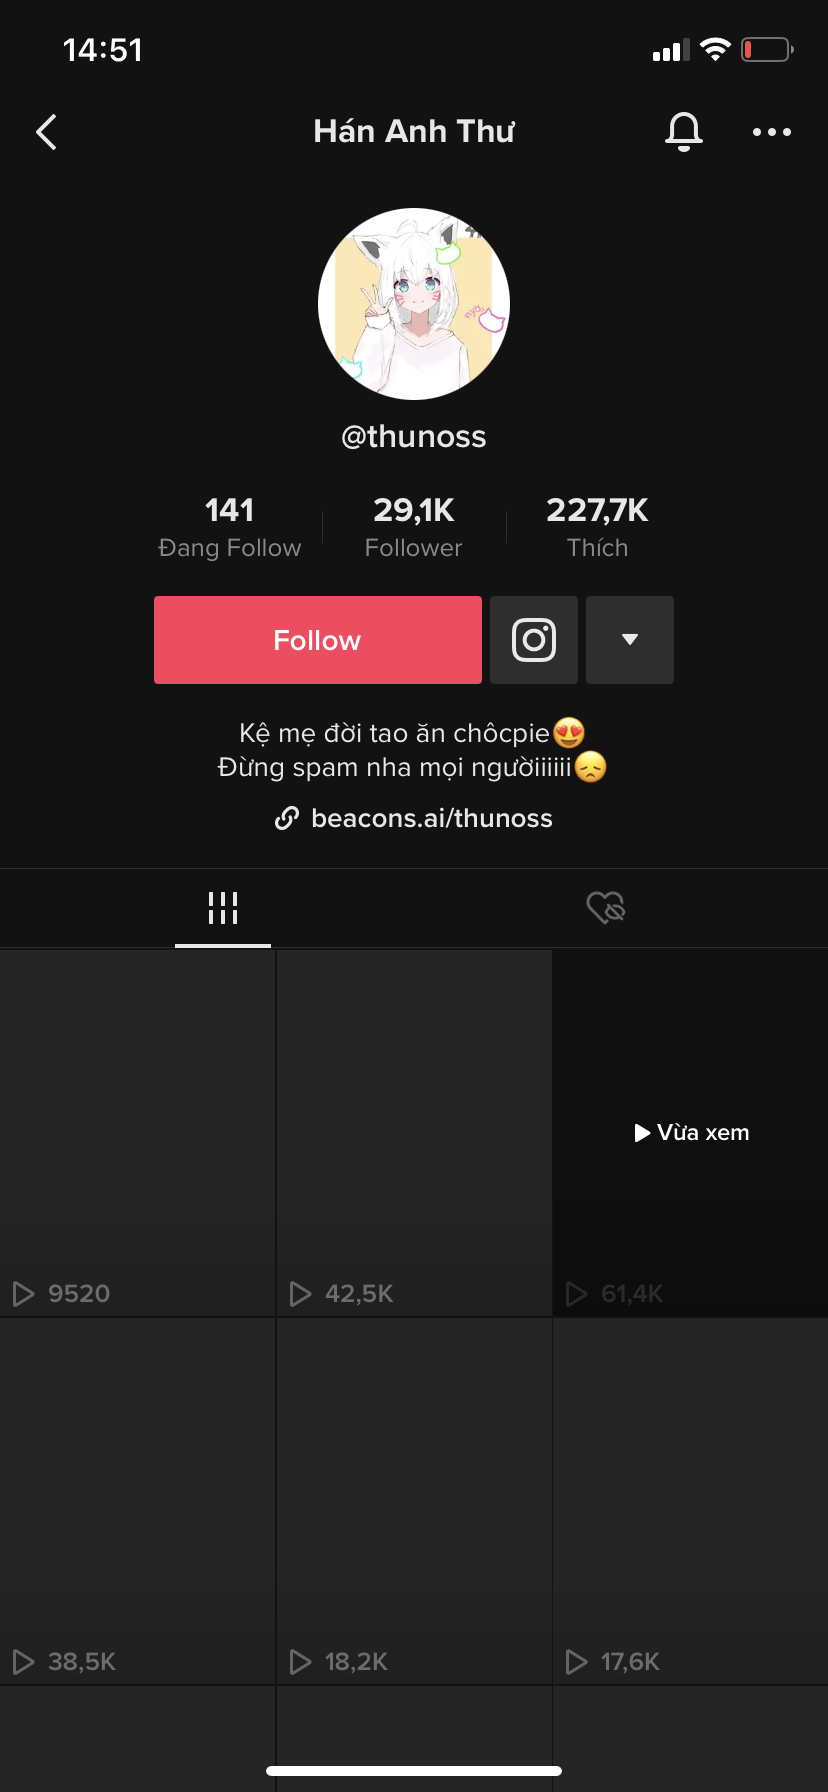 14:51
Hán Anh Thư
nya
@thunoss
141
29,1K
227,7K
Đang Follow
Follower
Thích
Follow
Kệ mẹ đời tao ăn chôcpie😍
Đừng spam nha mọi ngườiiiiiii😞
beacons.ai/thunoss
Vừa xem
9520
42,5K
61,4K
38,5K
18,2K
17,6K